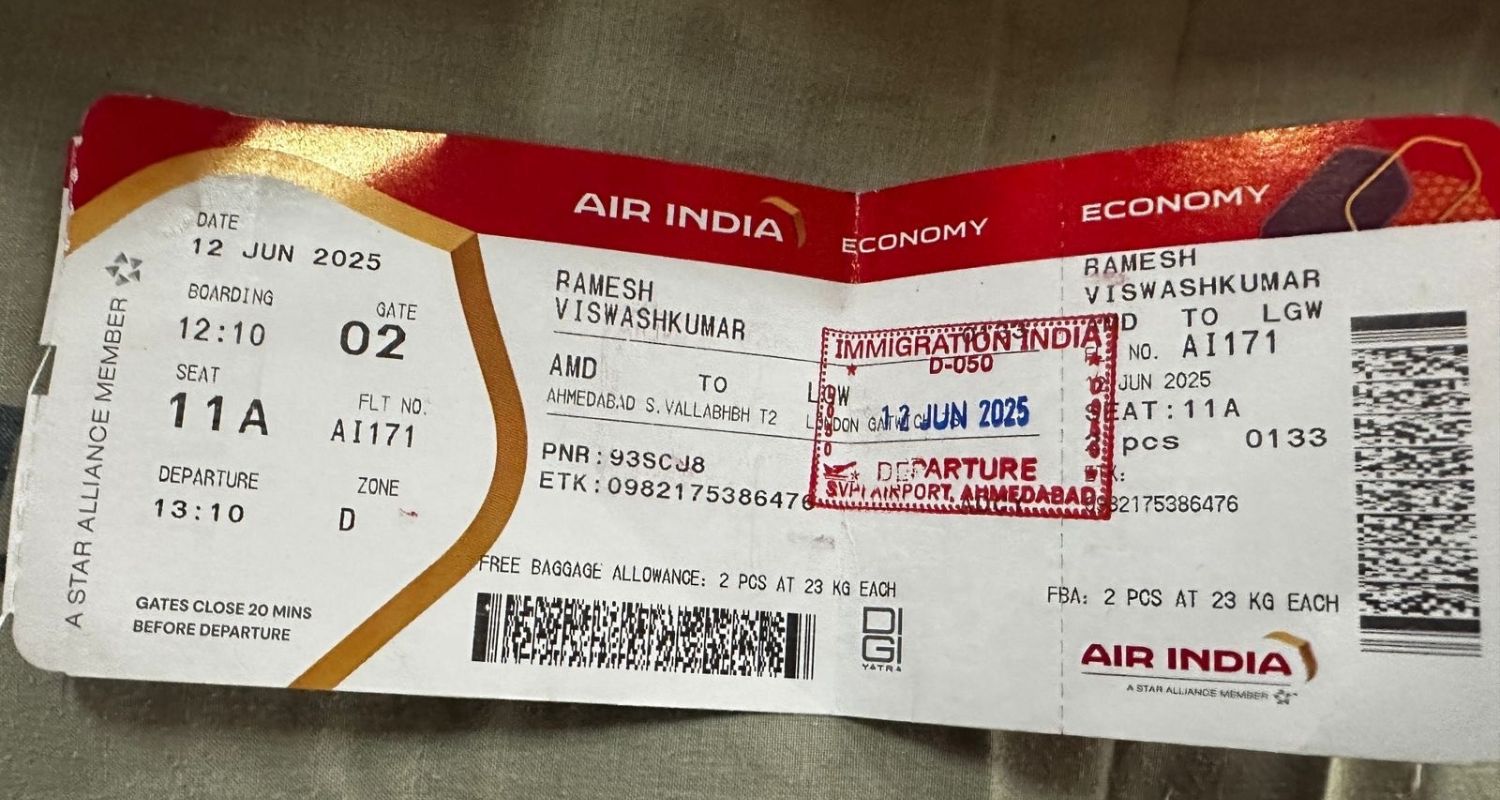 AIR INDIA
ECONOMY
ECONOMY
A STAR ALLIANCE MEMBER
DATE
12 JUN 2025
BOARDING
12:10
GATE
02
SEAT
11A
FLT NO.
AI171
DEPARTURE
13:10
ZONE
D
GATES CLOSE 20 MINS
BEFORE DEPARTURE
RAMESH
VISWASHKUMAR
AMD TO LGW
AHMEDABAD S.VALLABHBH T2
PNR:93SCJ8
ETK:0982175386476
FREE BAGGAGE ALLOWANCE: 2 PCS AT 23 KG EACH
DIGI
YATRA
IMMIGRATION INDIA
D-050
12 JUN 2025
DEPARTURE
SVPI AIRPORT, AHMEDABAD
RAMESH
VISWASHKUMAR
TO LGW
NO. AI171
JUN 2025
SEAT:11A
pcs 0133
82175386476
FBA: 2 PCS AT 23 KG EACH
AIR INDIA
A STAR ALLIANCE MEMBER